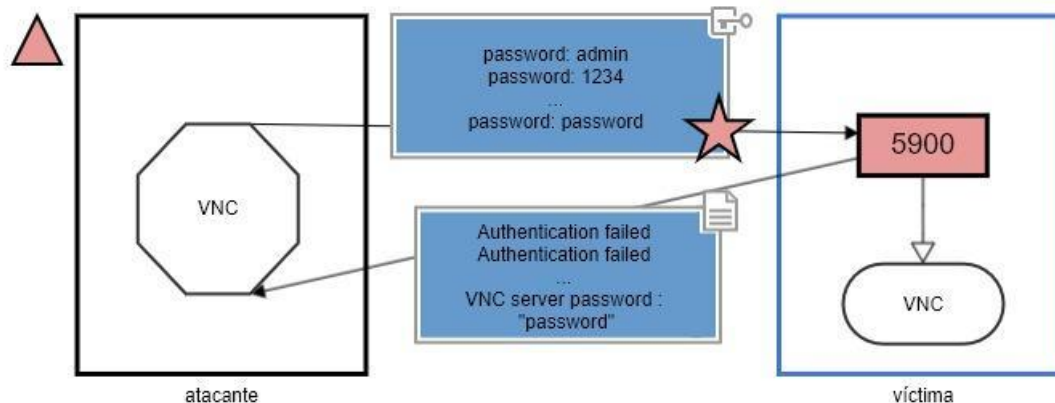 password: admin
password: 1234
...
password: password
5900
VNC
Authentication failed
Authentication failed
...
VNC server password :
"password"
VNC
atacante
víctima